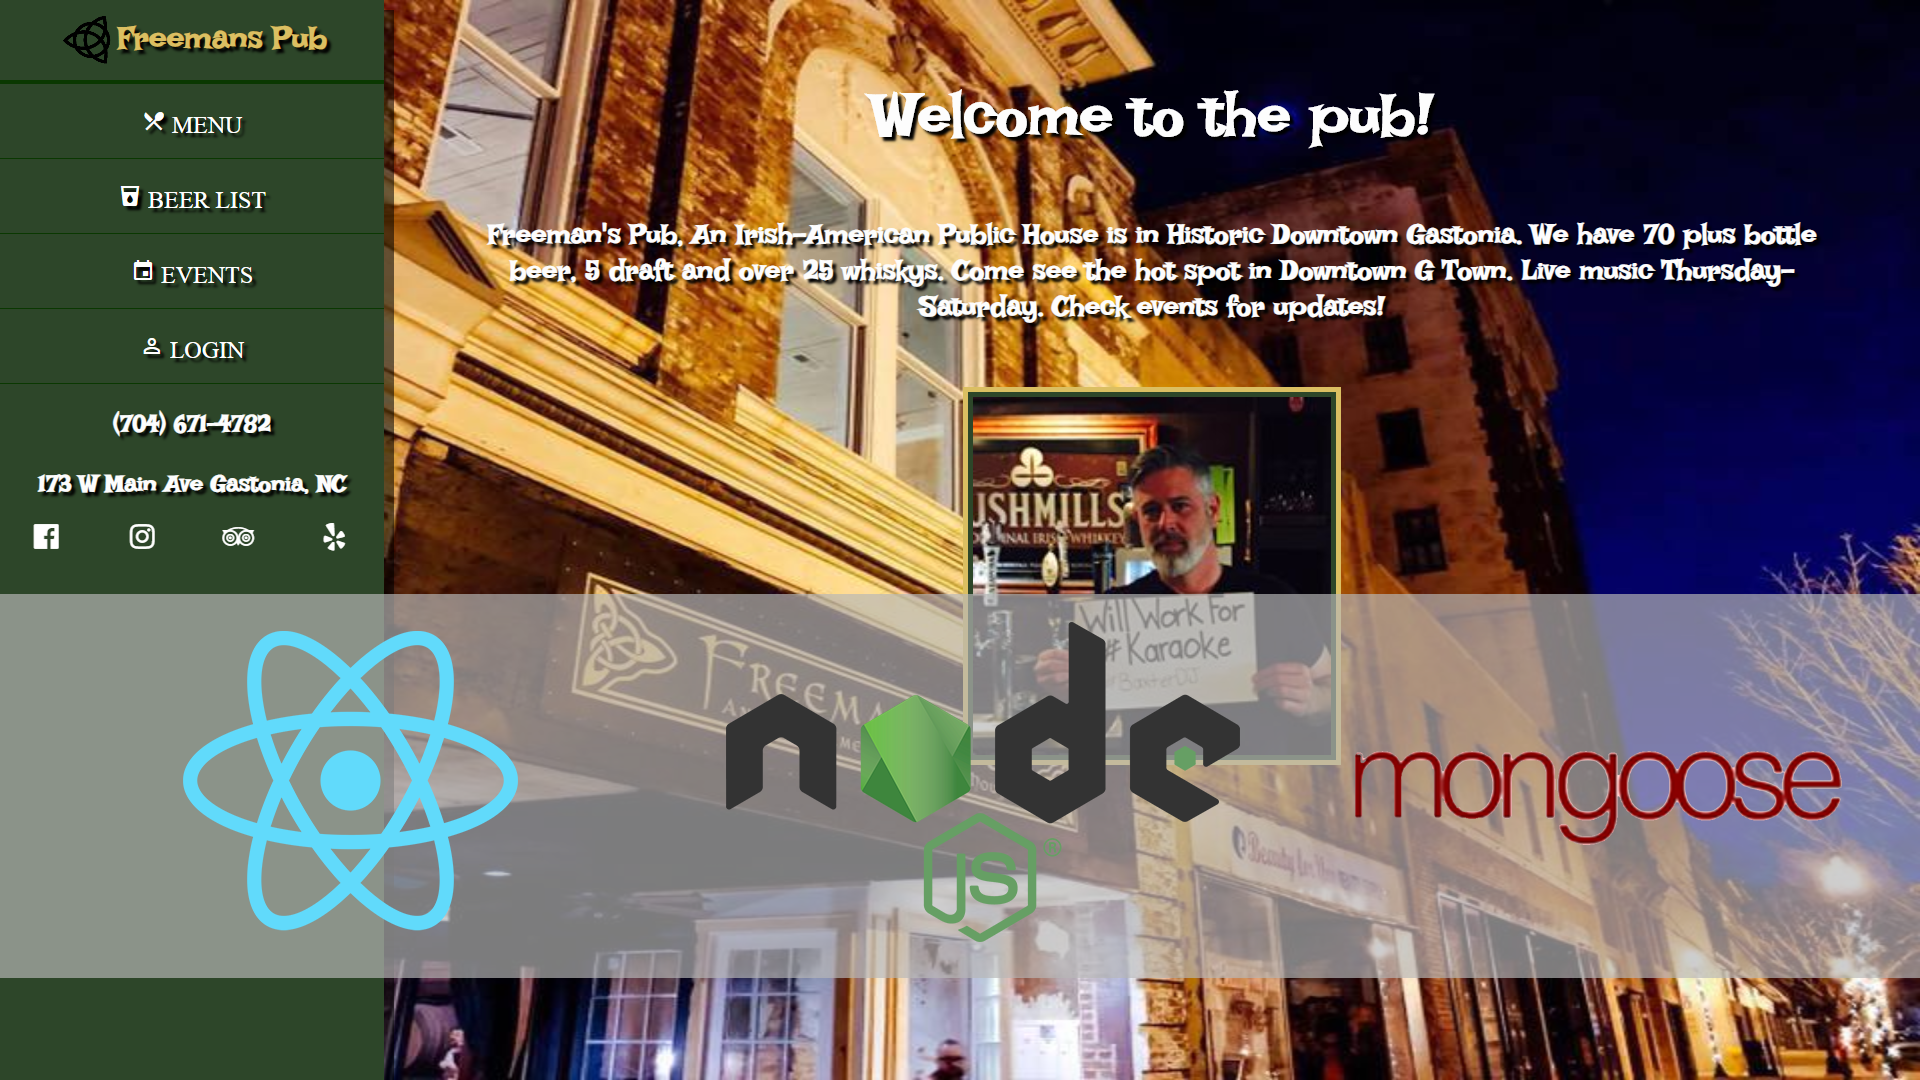 Freemans Pub
MENU
BEER LIST
EVENTS
LOGIN
(704) 671-4782
173 W Main Ave Gastonia, NC
Welcome to the pub!
Freeman's Pub, An Irish-American Public House is in Historic Downtown Gastonia. We have 70 plus bottle
beer, 5 draft and over 25 whiskys. Come see the hot spot in Downtown G Town. Live music Thursday-
Saturday. Check events for updates!
USHMILLS
Will Work For
#Karaoke
FREEMA
node
JS
mongoose
Beauty for